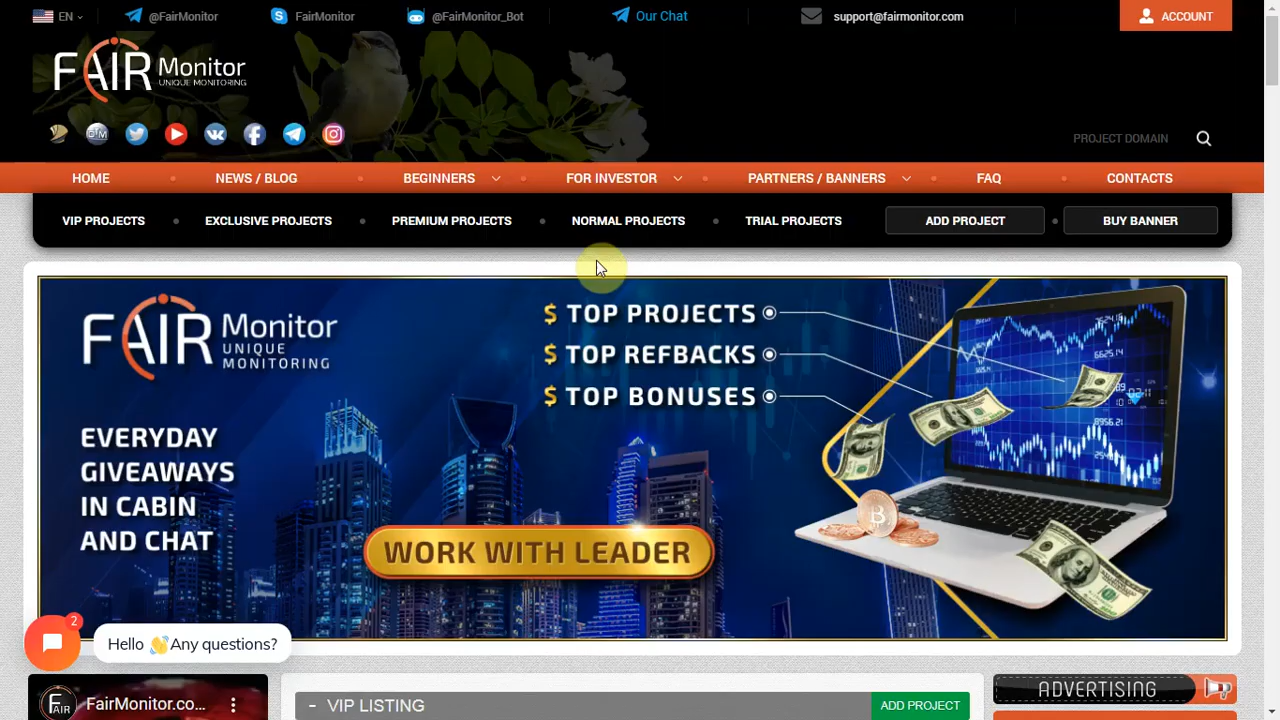 EN @FairMonitor FairMonitor @FairMonitor_Bot Our Chat support@fairmonitor.com ACCOUNT
FAIR Monitor
UNIQUE MONITORING
PROJECT DOMAIN
HOME NEWS / BLOG BEGINNERS FOR INVESTOR PARTNERS / BANNERS FAQ CONTACTS
VIP PROJECTS EXCLUSIVE PROJECTS PREMIUM PROJECTS NORMAL PROJECTS TRIAL PROJECTS ADD PROJECT BUY BANNER
FAIR Monitor
UNIQUE
MONITORING
$ TOP PROJECTS
$ TOP REFBACKS
$ TOP BONUSES
EVERYDAY
GIVEAWAYS
IN CABIN
AND CHAT
WORK WITH LEADER
2
Hello 👋Any questions?
FAIR
FairMonitor.co...
– VIP LISTING ADD PROJECT
ADVERTISING